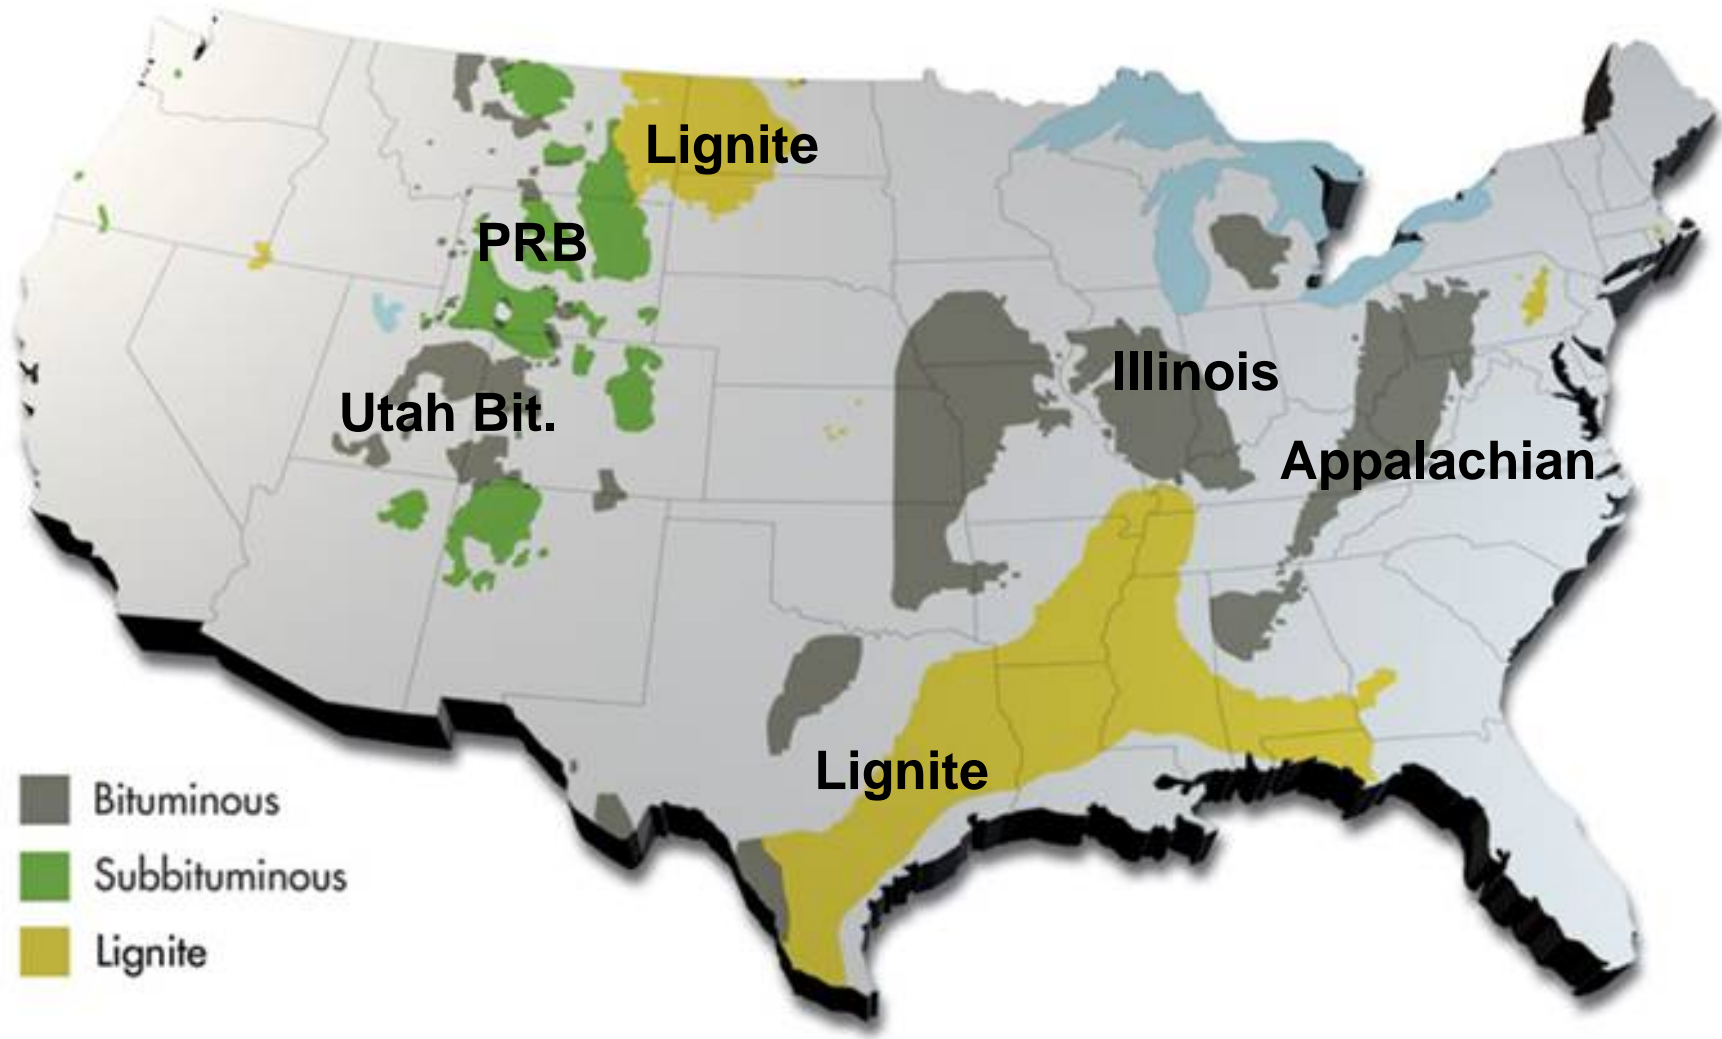 Lignite
PRB
Illinois
Utah Bit.
Appalachian
Lignite
Bituminous
Subbituminous
Lignite